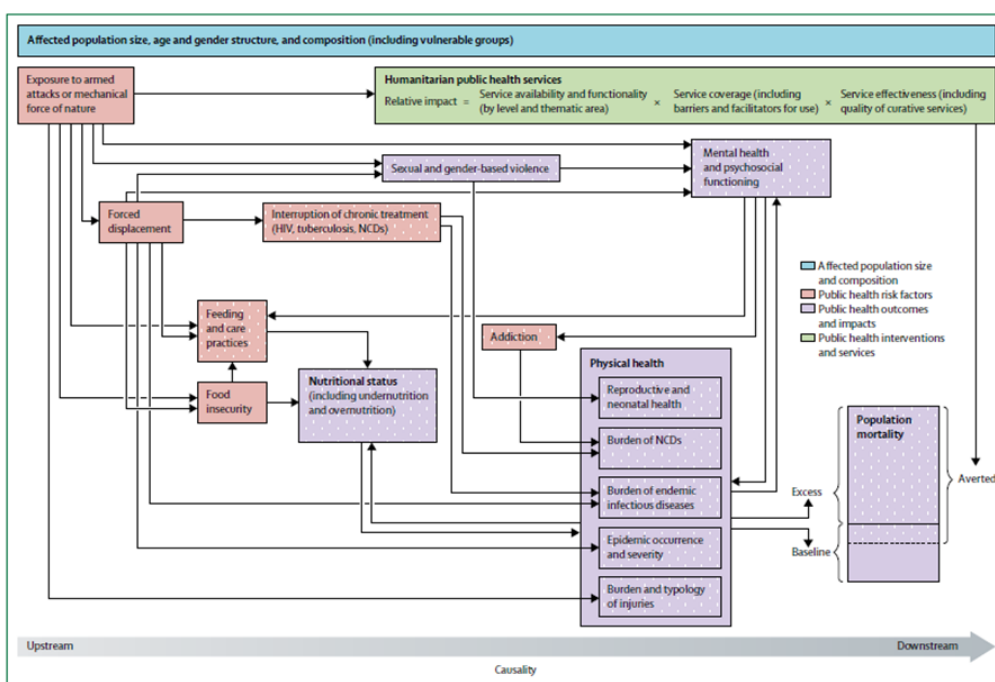 Affected population size, age and gender structure, and composition (including vulnerable groups)
Exposure to armed
attacks or mechanical
force of nature
Humanitarian public health services
Relative impact = Service availability and functionality (by level and thematic area) × Service coverage (including barriers and facilitators for use) × Service effectiveness (including quality of curative services)
Sexual and gender-based violence
Mental health
and psychosocial
functioning
Forced
displacement
Interruption of chronic treatment
(HIV, tuberculosis, NCDs)
Affected population size
and composition
Public health risk factors
Public health outcomes
and impacts
Public health interventions
and services
Feeding
and care
practices
Addiction
Physical health
Nutritional status
(including undernutrition
and overnutrition)
Food
insecurity
Reproductive and
neonatal health
Burden of NCDs
Burden of endemic
infectious diseases
Epidemic occurrence
and severity
Burden and typology
of injuries
Population
mortality
Excess
Averted
Baseline
Upstream
Downstream
Causality